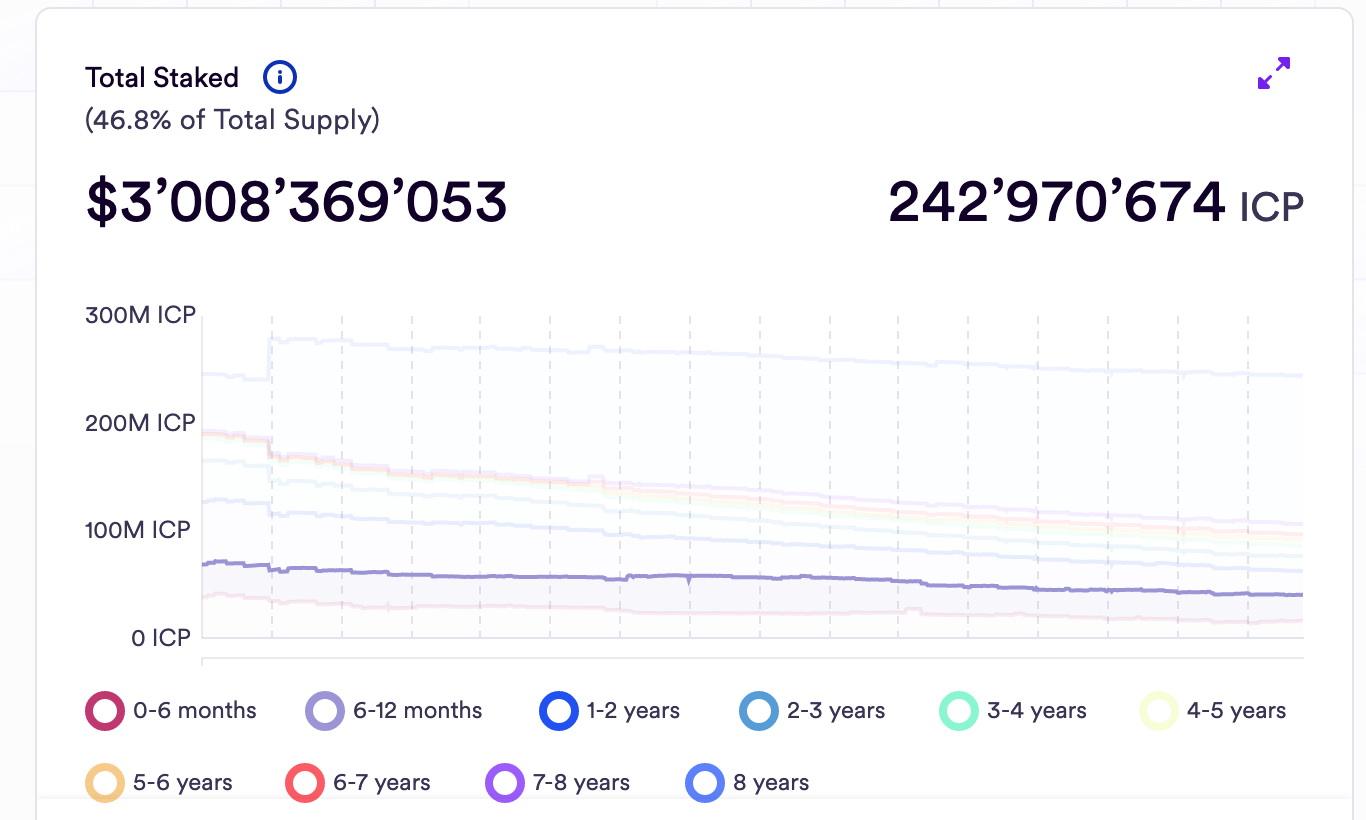 Total Staked
(46.8% of Total Supply)
$3’008’369’053
242’970’674 ICP
300M ICP
200M ICP
100M ICP
0 ICP
0-6 months
6-12 months
1-2 years
2-3 years
3-4 years
4-5 years
5-6 years
6-7 years
7-8 years
8 years